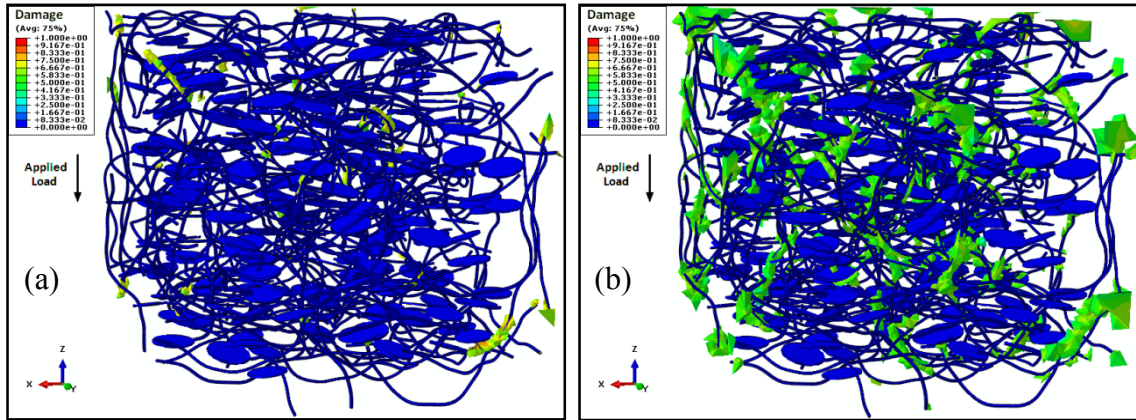 Damage
(Avg: 75%)
+1.000e+00
+9.167e-01
+8.333e-01
+7.500e-01
+6.667e-01
+5.833e-01
+5.000e-01
+4.167e-01
+3.333e-01
+2.500e-01
+1.667e-01
+8.333e-02
+0.000e+00
Applied
Load
(a)
Z
X
Y
Damage
(Avg: 75%)
+1.000e+00
+9.167e-01
+8.333e-01
+7.500e-01
+6.667e-01
+5.833e-01
+5.000e-01
+4.167e-01
+3.333e-01
+2.500e-01
+1.667e-01
+8.333e-02
+0.000e+00
Applied
Load
(b)
Z
X
Y